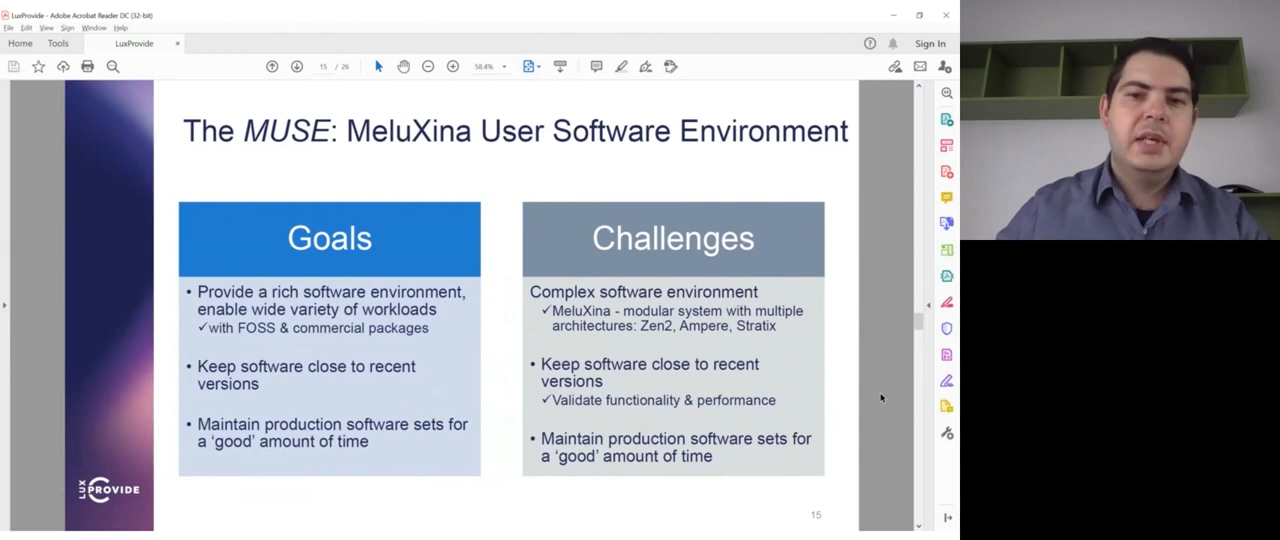 LuxProvide - Adobe Acrobat Reader DC (32-bit)
File Edit View Sign Window Help
Home Tools LuxProvide × Sign In
15 / 26 58.4%
The MUSE: MeluXina User Software Environment
Goals
• Provide a rich software environment,
enable wide variety of workloads
✓with FOSS & commercial packages
• Keep software close to recent
versions
• Maintain production software sets for
a ‘good’ amount of time
Challenges
Complex software environment
✓MeluXina - modular system with multiple
architectures: Zen2, Ampere, Stratix
• Keep software close to recent
versions
✓Validate functionality & performance
• Maintain production software sets for
a ‘good’ amount of time
LUX PROVIDE
15